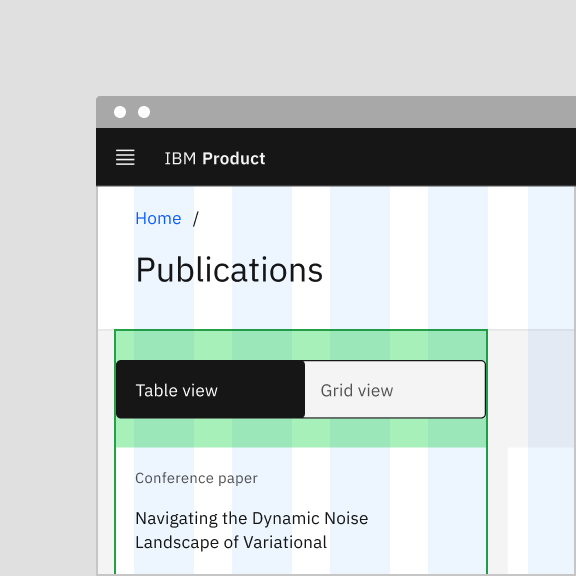 IBM Product
Home /
Publications
Table view
Grid view
Conference paper
Navigating the Dynamic Noise
Landscape of Variational